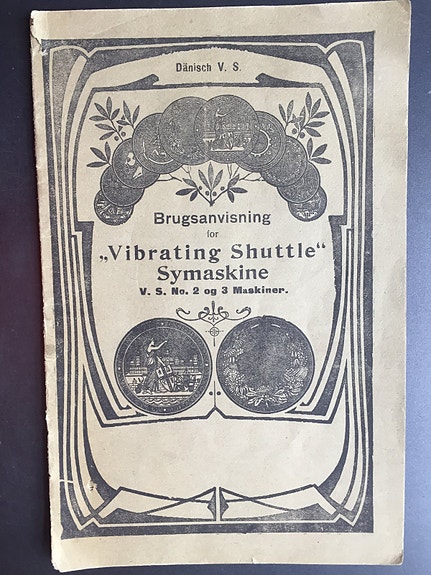 Dänisch V. S.
Brugsanvisning
for
„Vibrating Shuttle“
Symaskine
V. S. No. 2 og 3 Maskiner.